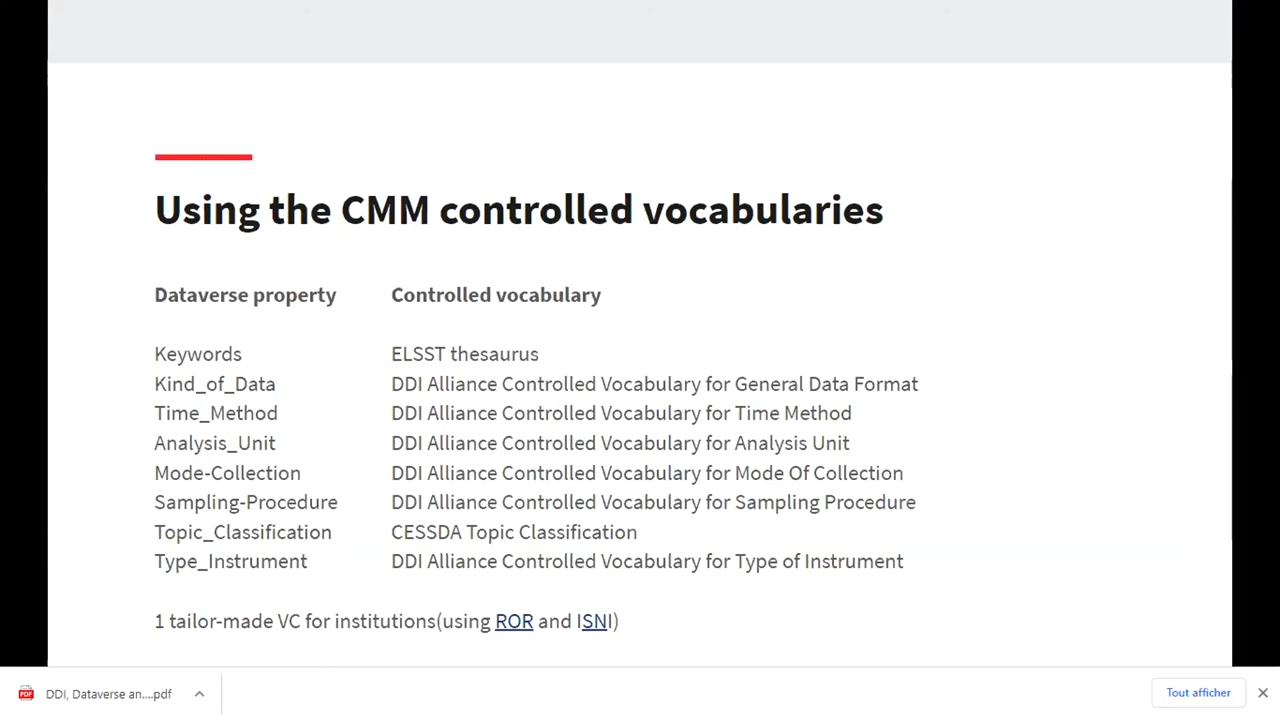 Using the CMM controlled vocabularies
Dataverse property Controlled vocabulary
Keywords ELSST thesaurus
Kind_of_Data DDI Alliance Controlled Vocabulary for General Data Format
Time_Method DDI Alliance Controlled Vocabulary for Time Method
Analysis_Unit DDI Alliance Controlled Vocabulary for Analysis Unit
Mode-Collection DDI Alliance Controlled Vocabulary for Mode Of Collection
Sampling-Procedure DDI Alliance Controlled Vocabulary for Sampling Procedure
Topic_Classification CESSDA Topic Classification
Type_Instrument DDI Alliance Controlled Vocabulary for Type of Instrument
1 tailor-made VC for institutions(using ROR and ISNI)
PDF DDI, Dataverse an....pdf Tout afficher